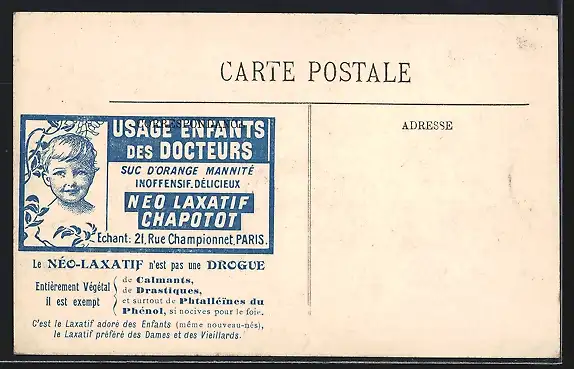 CARTE POSTALE
CORRESPONDANCE
ADRESSE
USAGE ENFANTS
DES DOCTEURS
SUC D'ORANGE MANNITÉ
INOFFENSIF. DÉLICIEUX
NEO LAXATIF
CHAPOTOT
Echant: 21, Rue Championnet, PARIS.
Le NÉO-LAXATIF n'est pas une DROGUE
Entièrement Végétal
il est exempt
de Calmants,
de Drastiques,
et surtout de Phtalléïnes du
Phénol, si nocives pour le foie.
C'est le Laxatif adoré des Enfants (même nouveau-nés),
le Laxatif préféré des Dames et des Vieillards.